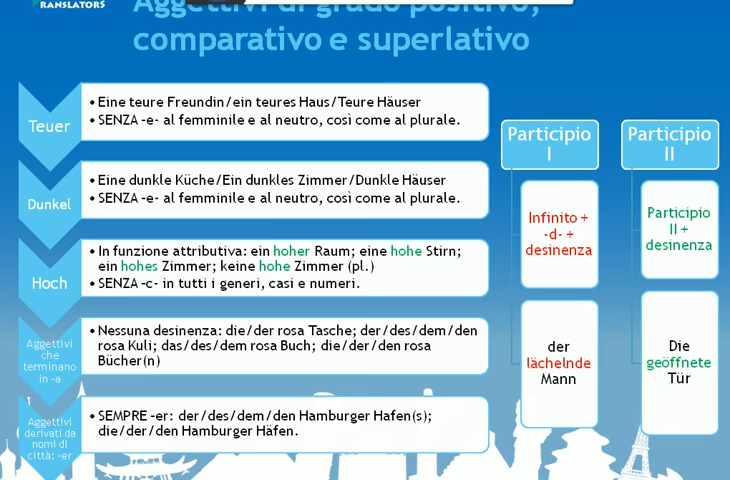 RANSLATORS
Aggettivi di grado positivo,
comparativo e superlativo
Teuer
• Eine teure Freundin/ein teures Haus/Teure Häuser
• SENZA -e- al femminile e al neutro, così come al plurale.
Dunkel
• Eine dunkle Küche/Ein dunkles Zimmer/Dunkle Häuser
• SENZA -e- al femminile e al neutro, così come al plurale.
Hoch
• In funzione attributiva: ein hoher Raum; eine hohe Stirn;
ein hohes Zimmer; keine hohe Zimmer (pl.)
• SENZA -c- in tutti i generi, casi e numeri.
Aggettivi
che
terminano
in -a
• Nessuna desinenza: die/der rosa Tasche; der/des/dem/den
rosa Kuli; das/des/dem rosa Buch; die/der/den rosa
Bücher(n)
Aggettivi
derivati da
nomi di
città: -er
• SEMPRE -er: der/des/dem/den Hamburger Hafen(s);
die/der/den Hamburger Häfen.
Participio
I
Infinito +
-d- +
desinenza
der
lächelnde
Mann
Participio
II
Participio
II +
desinenza
Die
geöffnete
Tür